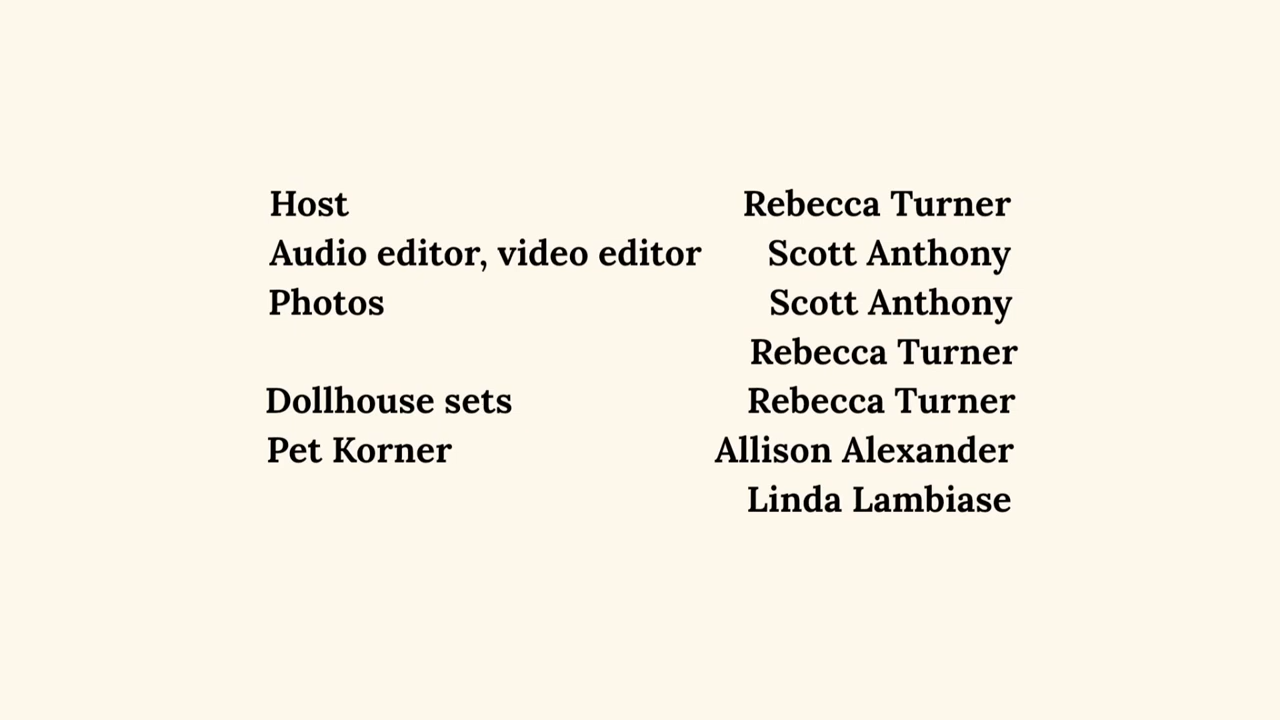 Host Rebecca Turner
Audio editor, video editor Scott Anthony
Photos Scott Anthony
Rebecca Turner
Dollhouse sets Rebecca Turner
Pet Korner Allison Alexander
Linda Lambiase